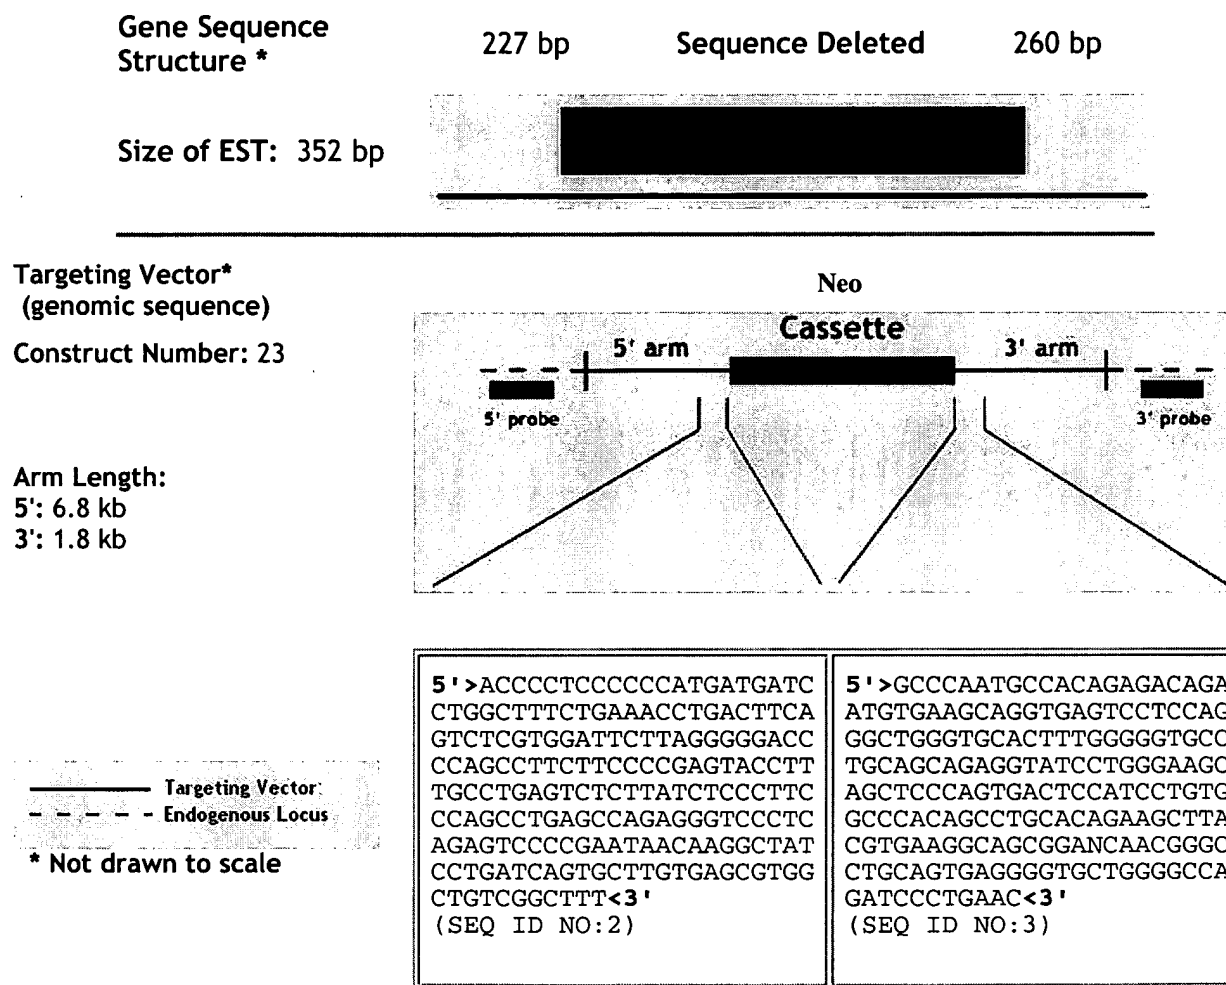 Gene Sequence
Structure *
227 bp
Sequence Deleted
260 bp
Size of EST: 352 bp
Targeting Vector*
(genomic sequence)
Construct Number: 23
Arm Length:
5': 6.8 kb
3': 1.8 kb
Neo
Cassette
5' arm
3' arm
5' probe
3' probe
5'>ACCCCTCCCCCCATGATGATC
CTGGCTTTCTGAAACCTGACTTCA
GTCTCGTGGATTCTTAGGGGGACC
CCAGCCTTCTTCCCCGAGTACCTT
TGCCTGAGTCTCTTATCTCCCTTC
CCAGCCTGAGCCAGAGGGTCCCTC
AGAGTCCCCGAATAACAAGGCTAT
CCTGATCAGTGCTTGTGAGCGTGG
CTGTCGGCTTT<3'
(SEQ ID NO:2)
5'>GCCCAATGCCACAGAGACAGA
ATGTGAAGCAGGTGAGTCCTCCAG
GGCTGGGTGCACTTTGGGGGTGCC
TGCAGCAGAGGTATCCTGGGAAGC
AGCTCCCAGTGACTCCATCCTGTG
GCCCACAGCCTGCACAGAAGCTTA
CGTGAAGGCAGCGGANCAACGGGC
CTGCAGTGAGGGGTGCTGGGGCCA
GATCCCTGAAC<3'
(SEQ ID NO:3)
Targeting Vector
Endogenous Locus
* Not drawn to scale